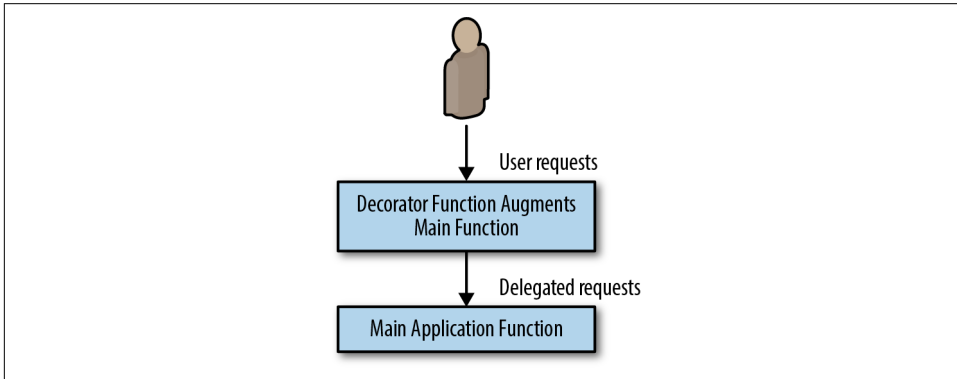 User requests
Decorator Function Augments
Main Function
Delegated requests
Main Application Function